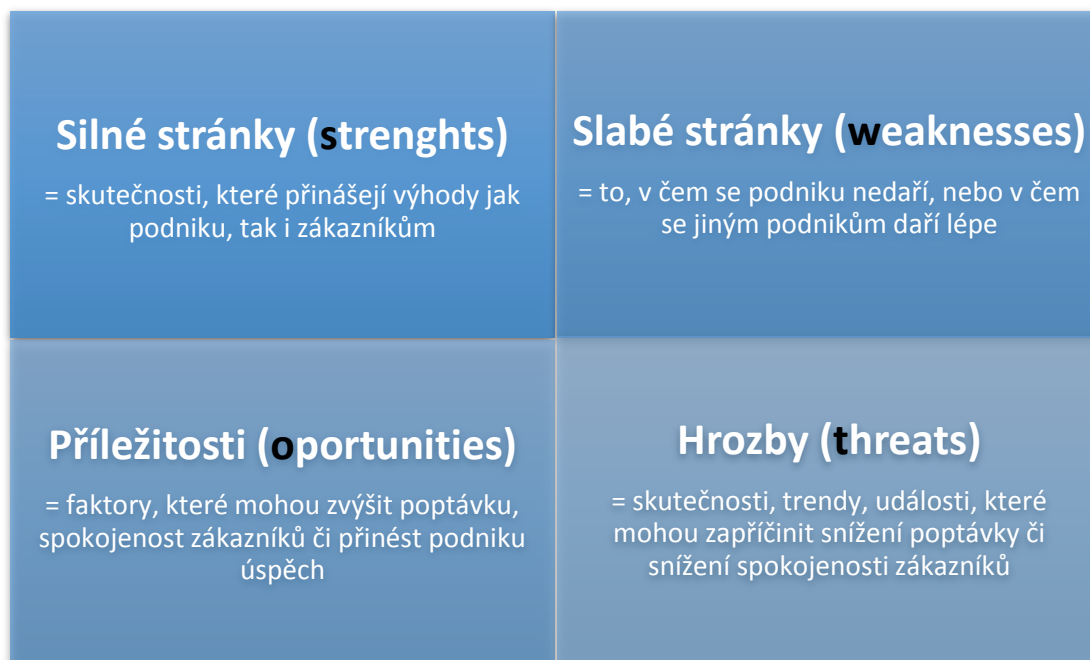 Silné stránky (strenghts)
= skutečnosti, které přinášejí výhody jak
podniku, tak i zákazníkům
Slabé stránky (weaknesses)
= to, v čem se podniku nedaří, nebo v čem
se jiným podnikům daří lépe
Příležitosti (oportunities)
= faktory, které mohou zvýšit poptávku,
spokojenost zákazníků či přinést podniku
úspěch
Hrozby (threats)
= skutečnosti, trendy, události, které
mohou zapříčinit snížení poptávky či
snížení spokojenosti zákazníků